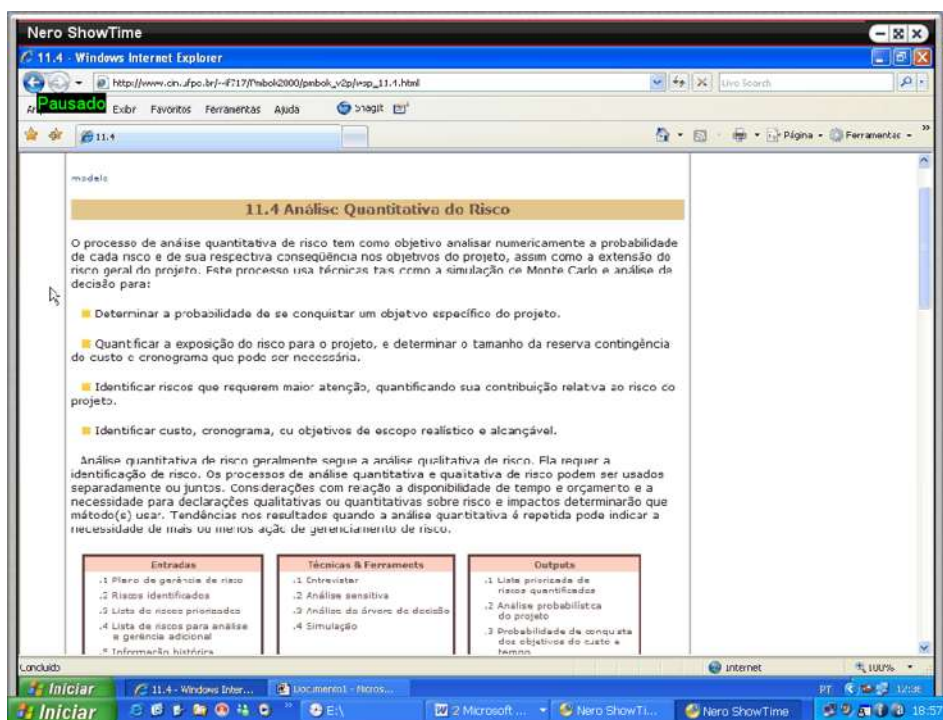 Nero ShowTime
11.4 - Windows Internet Explorer
Live Search
Pausado Exibir Favoritos Ferramentas Ajuda Snagit
11.4 Página Ferramentas
modelo
11.4 Análise Quantitativa do Risco
O processo de análise quantitativa de risco tem como objetivo analisar numericamente a probabilidade
de cada risco e de sua respectiva conseqüência nos objetivos do projeto, assim como a extensão do
risco geral do projeto. Este processo usa técnicas tais como a simulação de Monte Carlo e análise de
decisão para:
Determinar a probabilidade de se conquistar um objetivo específico do projeto.
Quantificar a exposição do risco para o projeto, e determinar o tamanho da reserva contingência
do custo e cronograma que pode ser necessária.
Identificar riscos que requerem maior atenção, quantificando sua contribuição relativa ao risco do
projeto.
Identificar custo, cronograma, ou objetivos de escopo realístico e alcançável.
Análise quantitativa de risco geralmente segue a análise qualitativa de risco. Ela requer a
identificação de risco. Os processos de análise quantitativa e qualitativa de risco podem ser usados
separadamente ou juntos. Considerações com relação a disponibilidade de tempo e orçamento e a
necessidade para declarações qualitativas ou quantitativas sobre risco e impactos determinarão que
método(s) usar. Tendências nos resultados quando a análise quantitativa é repetida pode indicar a
necessidade de mais ou menos ação de gerenciamento de risco.
Entradas
.1 Plano de gerência de risco
.2 Riscos identificados
.3 Lista de riscos priorizados
.4 Lista de riscos para análise
e gerência adicional
.5 Informação histórica
Técnicas & Ferraments
.1 Entrevistar
.2 Análise sensitiva
.3 Análise da árvore de decisão
.4 Simulação
Outputs
.1 Lista priorizada de
riscos quantificados
.2 Análise probabilística
do projeto
.3 Probabilidade de conquista
dos objetivos do custo e
tempo
Concluído Internet 100%
Iniciar 11.4 - Windows Inter... Documento1 - Micros... PT 12:38
Iniciar E:\ 2 Microsoft ... Nero ShowTi... Nero ShowTime 18:57